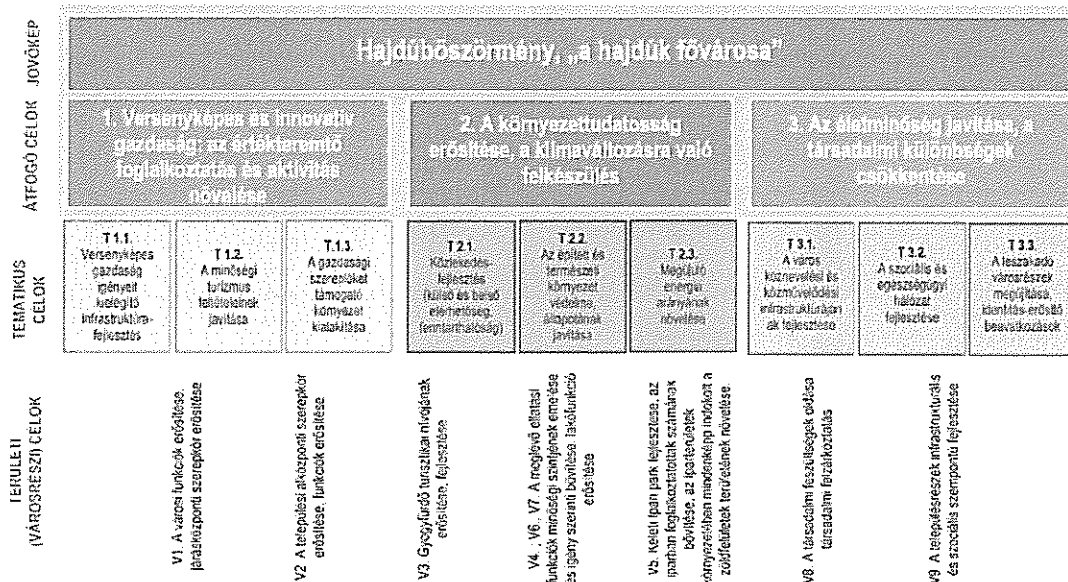 JÖVŐKÉP
Hajdúböszörmény, „a hajdúk fővárosa”
ÁTFOGÓ CÉLOK
1. Versenyképes és innovatív
gazdaság; az értékteremtő
foglalkoztatás és aktivitás
növelése
2. A környezettudatosság
erősítése, a klímaváltozásra való
felkészülés
3. Az életminőség javítása, a
társadalmi különbségek
csökkentése
TEMATIKUS
CÉLOK
T 1.1.
Versenyképes
gazdaság
igényeit
kielégítő
infrastruktúra-
fejlesztés
T 1.2.
A minőségi
turizmus
feltételeinek
javítása
T.1.3.
A gazdasági
szereplőket
támogató
környezet
kialakítása
T 2.1.
Közlekedés-
fejlesztés
(külső és belső
elérhetőség,
fenntarthatóság)
T 2.2.
Az épített és
természeti
környezet
védelme,
állapotának
javítása
T 2.3.
Megújuló
energia
arányának
növelése
T 3.1.
A város
köznevelési és
közművelődési
infrastruktúráján
ak fejlesztése
T 3.2.
A szociális és
egészségügyi
hálózat
fejlesztése
T 3.3.
A leszakadó
városrészek
megújítása,
identitás-erősítő
beavatkozások
TERÜLETI
(VÁROSRÉSZI) CÉLOK
V1. A városi funkciók erősítése,
járásközponti szerepkör erősítése
V2. A települési alközponti szerepkör
erősítése, funkciók erősítése
V3. Gyógyfürdő turisztikai nívójának
erősítése, fejlesztése
V4. , V6., V7. A meglévő ellátási
funkciók minőségi szintjének emelése
és igény szerinti bővítése, lakófunkció
erősítése
V5. Keleti Ipari park fejlesztése, az
iparban foglalkoztatottak számának
bővítése, az iparterületek
környezetében mindenképp indokolt a
zöldfelületek területének növelése.
V8. A társadalmi feszültségek oldása
társadalmi felzárkóztatás
V9. A településrészek infrastrukturális
és szociális szempontú fejlesztése